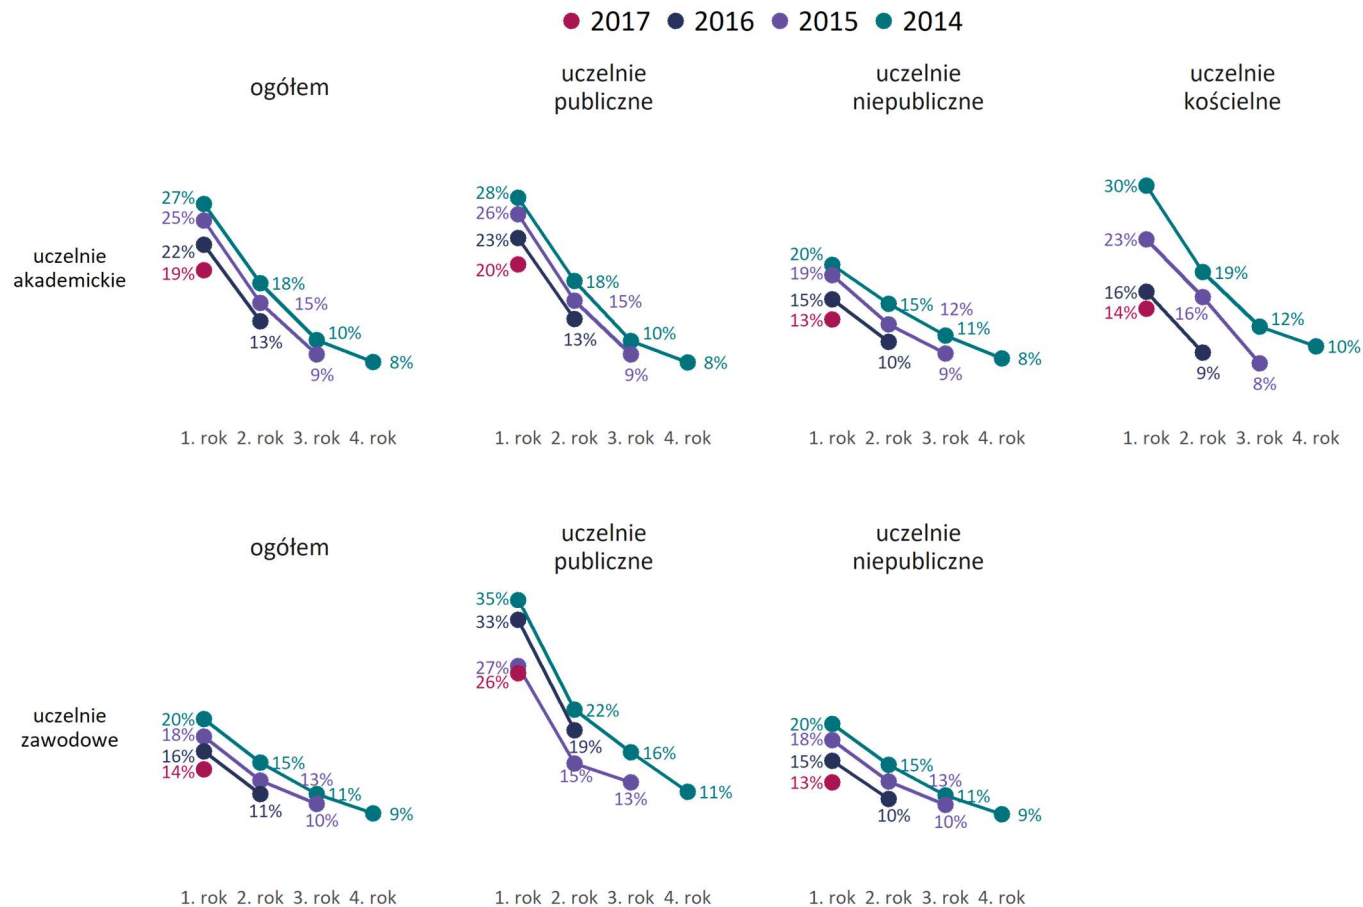 2017 2016 2015 2014
ogółem
uczelnie
publiczne
uczelnie
niepubliczne
uczelnie
kościelne
uczelnie
akademickie
27%
25%
22%
19%
18%
15%
13%
10%
9%
8%
1. rok 2. rok 3. rok 4. rok
28%
26%
23%
20%
18%
15%
13%
10%
9%
8%
1. rok 2. rok 3. rok 4. rok
20%
19%
15%
13%
15%
12%
10%
11%
9%
8%
1. rok 2. rok 3. rok 4. rok
30%
23%
16%
14%
19%
16%
9%
12%
8%
10%
1. rok 2. rok 3. rok 4. rok
ogółem
uczelnie
publiczne
uczelnie
niepubliczne
uczelnie
zawodowe
20%
18%
16%
14%
15%
13%
11%
11%
10%
9%
1. rok 2. rok 3. rok 4. rok
35%
33%
27%
26%
22%
19%
15%
16%
13%
11%
1. rok 2. rok 3. rok 4. rok
20%
18%
15%
13%
15%
13%
10%
11%
10%
9%
1. rok 2. rok 3. rok 4. rok